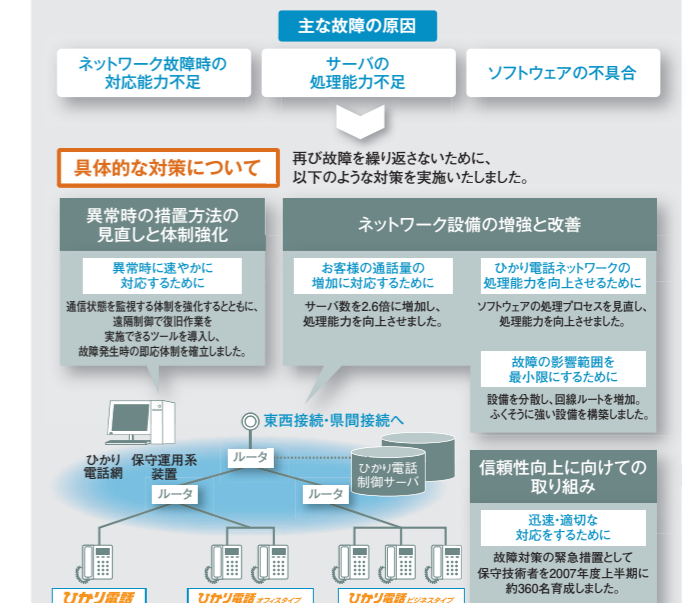 主な故障の原因
ネットワーク故障時の
対応能力不足
サーバの
処理能力不足
ソフトウェアの不具合
具体的な対策について
再び故障を繰り返さないために、
以下のような対策を実施いたしました。
異常時の措置方法の
見直しと体制強化
異常時に速やかに
対応するために
通信状態を監視する体制を強化するとともに、
遠隔制御で復旧作業を
実施できるツールを導入し、
故障発生時の即応体制を確立しました。
ネットワーク設備の増強と改善
お客様の通話量の
増加に対応するために
サーバ数を2.6倍に増加し、
処理能力を向上させました。
ひかり電話ネットワークの
処理能力を向上させるために
ソフトウェアの処理プロセスを見直し、
処理能力を向上させました。
故障の影響範囲を
最小限にするために
設備を分散し、回線ルートを増加。
ふくそうに強い設備を構築しました。
東西接続・県間接続へ
ひかり
電話網
保守運用系
装置
ルータ
ひかり電話
制御サーバ
ルータ
ルータ
信頼性向上に向けての
取り組み
迅速・適切な
対応をするために
故障対策の緊急措置として
保守技術者を2007年度上半期に
約360名育成しました。
ひかり電話
ひかり電話 オフィスタイプ
ひかり電話 ビジネスタイプ